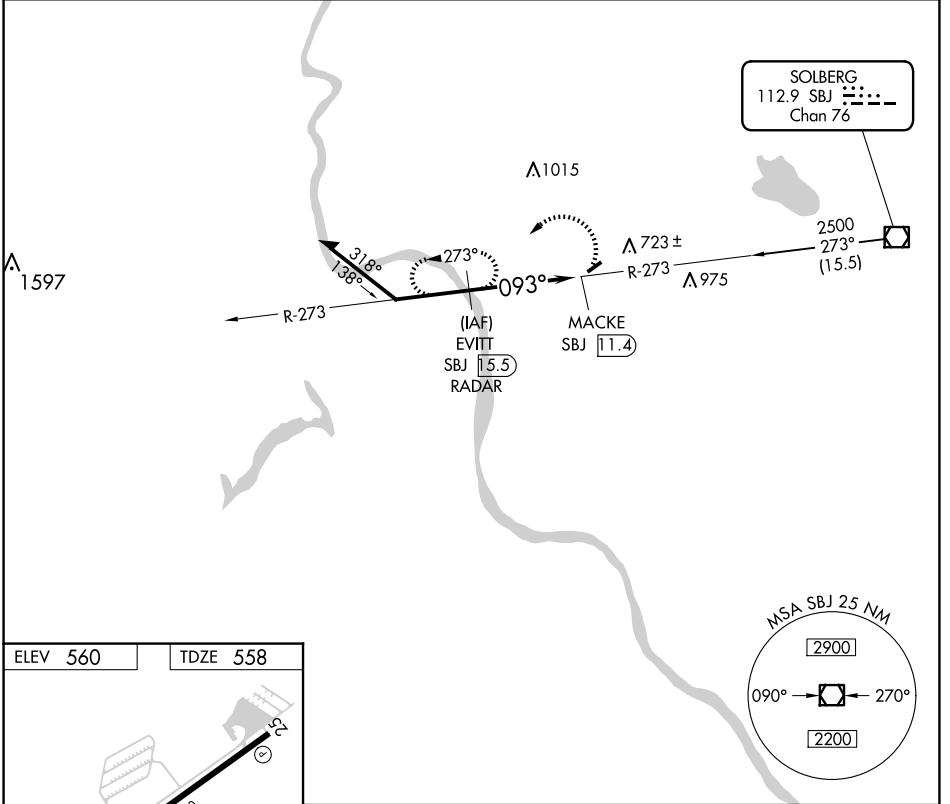 SOLBERG
112.9 SBJ
Chan 76
1015
2500
273°
(15.5)
723 ±
R-273
975
1597
318°
138°
273°
093°
R-273
(IAF)
EVITT
SBJ 15.5
RADAR
MACKE
SBJ 11.4
MSA SBJ 25 NM
2900
090° 270°
2200
ELEV 560 TDZE 558
25
P